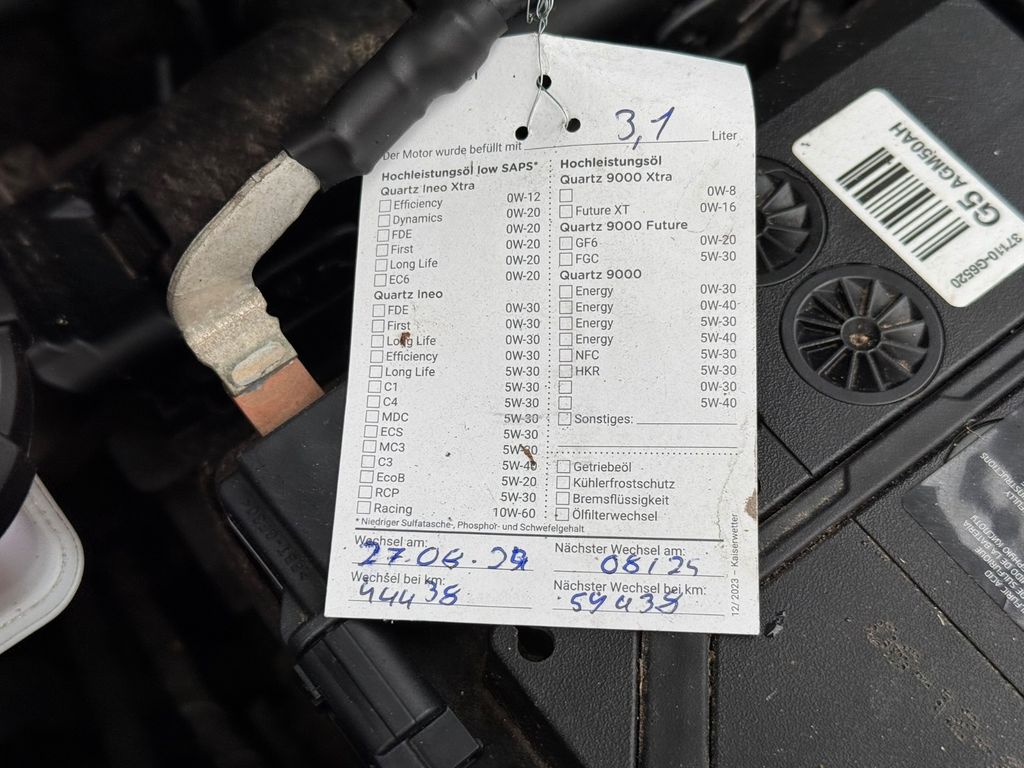 3,1
Der Motor wurde befüllt mit Liter
Hochleistungsöl low SAPS*
Quartz Ineo Xtra
Efficiency 0W-12
Dynamics 0W-20
FDE 0W-20
First 0W-20
Long Life 0W-20
EC6 0W-20
Quartz Ineo
FDE 0W-30
First 0W-30
Long Life 0W-30
Efficiency 0W-30
Long Life 5W-30
C1 5W-30
C4 5W-30
MDC 5W-30
ECS 5W-30
MC3 5W-30
C3 5W-40
EcoB 5W-20
RCP 5W-30
Racing 10W-60
Hochleistungsöl
Quartz 9000 Xtra
0W-8
Future XT 0W-16
Quartz 9000 Future
GF6 0W-20
FGC 5W-30
Quartz 9000
Energy 0W-30
Energy 0W-40
Energy 5W-30
Energy 5W-40
NFC 5W-30
HKR 5W-30
0W-30
5W-40
Sonstiges:
Getriebeöl
Kühlerfrostschutz
Bremsflüssigkeit
Ölfilterwechsel
* Niedriger Sulfatasche-, Phosphor- und Schwefelgehalt
Wechsel am: 27.08.24
Nächster Wechsel am: 08/25
Wechsel bei km: 44438
Nächster Wechsel bei km: 59438
12/2023 – Kaiserwetter
G5 AGM50AH
37110-G6520